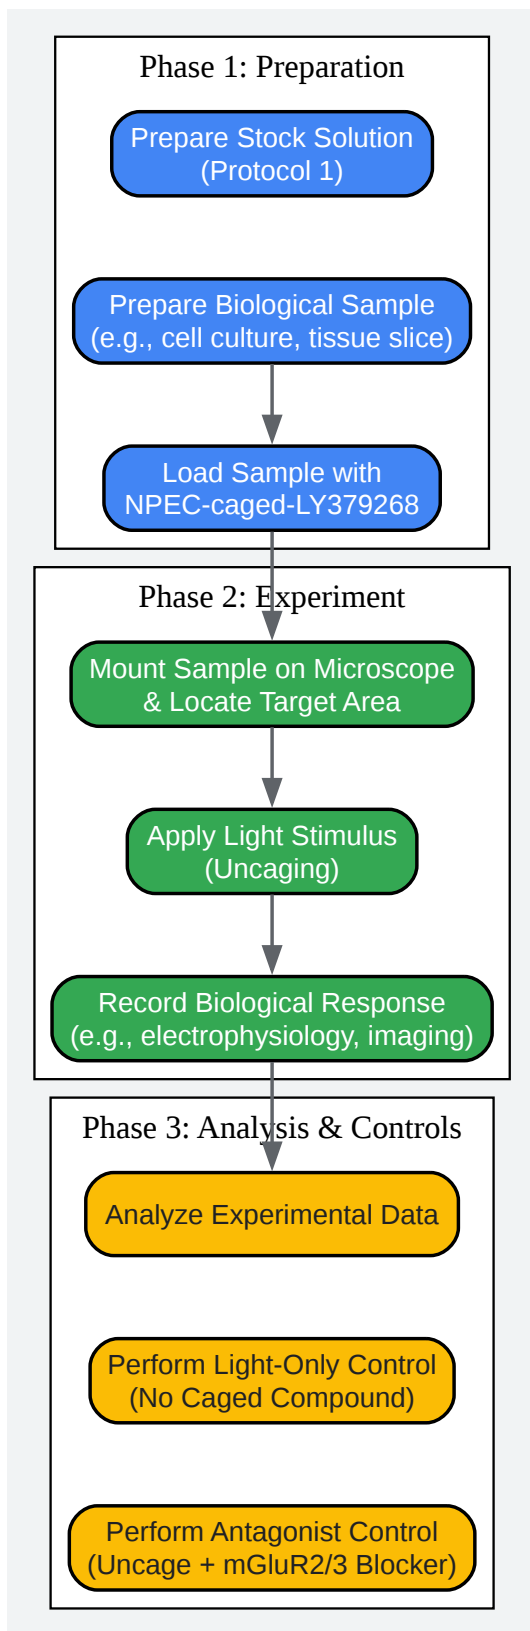 Phase 1: Preparation
Prepare Stock Solution
(Protocol 1)
Prepare Biological Sample
(e.g., cell culture, tissue slice)
Load Sample with
NPEC-caged-LY379268
Phase 2: Experiment
Mount Sample on Microscope
& Locate Target Area
Apply Light Stimulus
(Uncaging)
Record Biological Response
(e.g., electrophysiology, imaging)
Phase 3: Analysis & Controls
Analyze Experimental Data
Perform Light-Only Control
(No Caged Compound)
Perform Antagonist Control
(Uncage + mGluR2/3 Blocker)